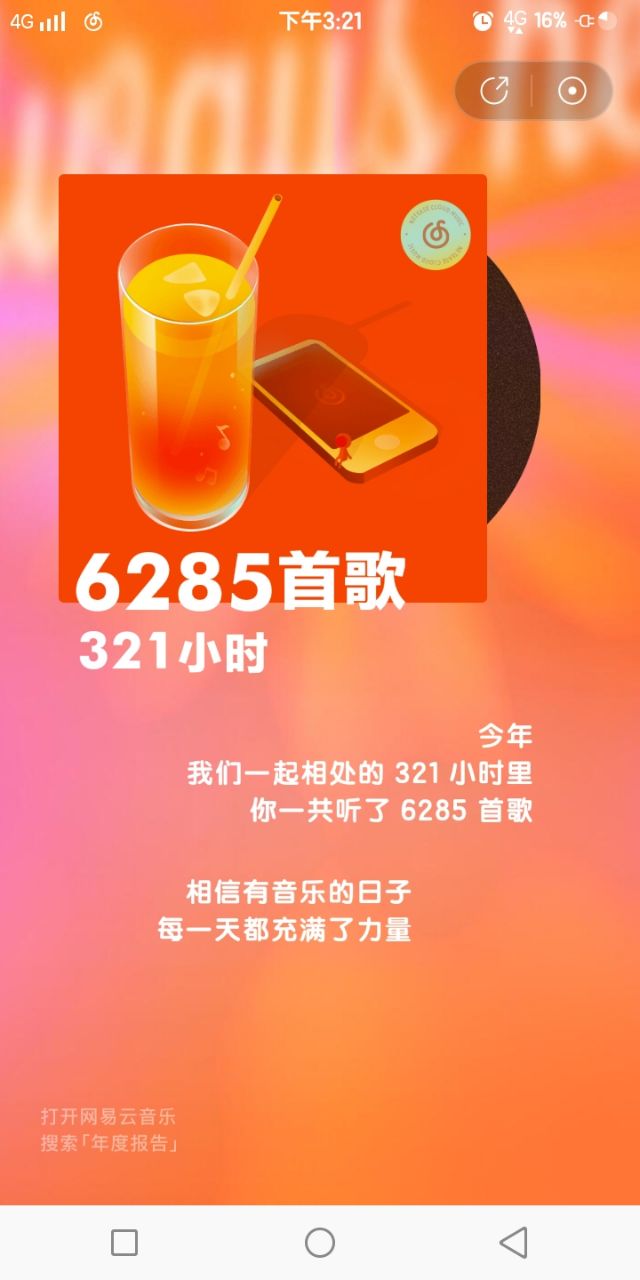 4G 下午3:21 4G 16%
NETEASE CLOUD MUSIC NETEASE CLOUD MUSIC
6285首歌
321小时
今年
我们一起相处的 321 小时里
你一共听了 6285 首歌
相信有音乐的日子
每一天都充满了力量
打开网易云音乐
搜索「年度报告」